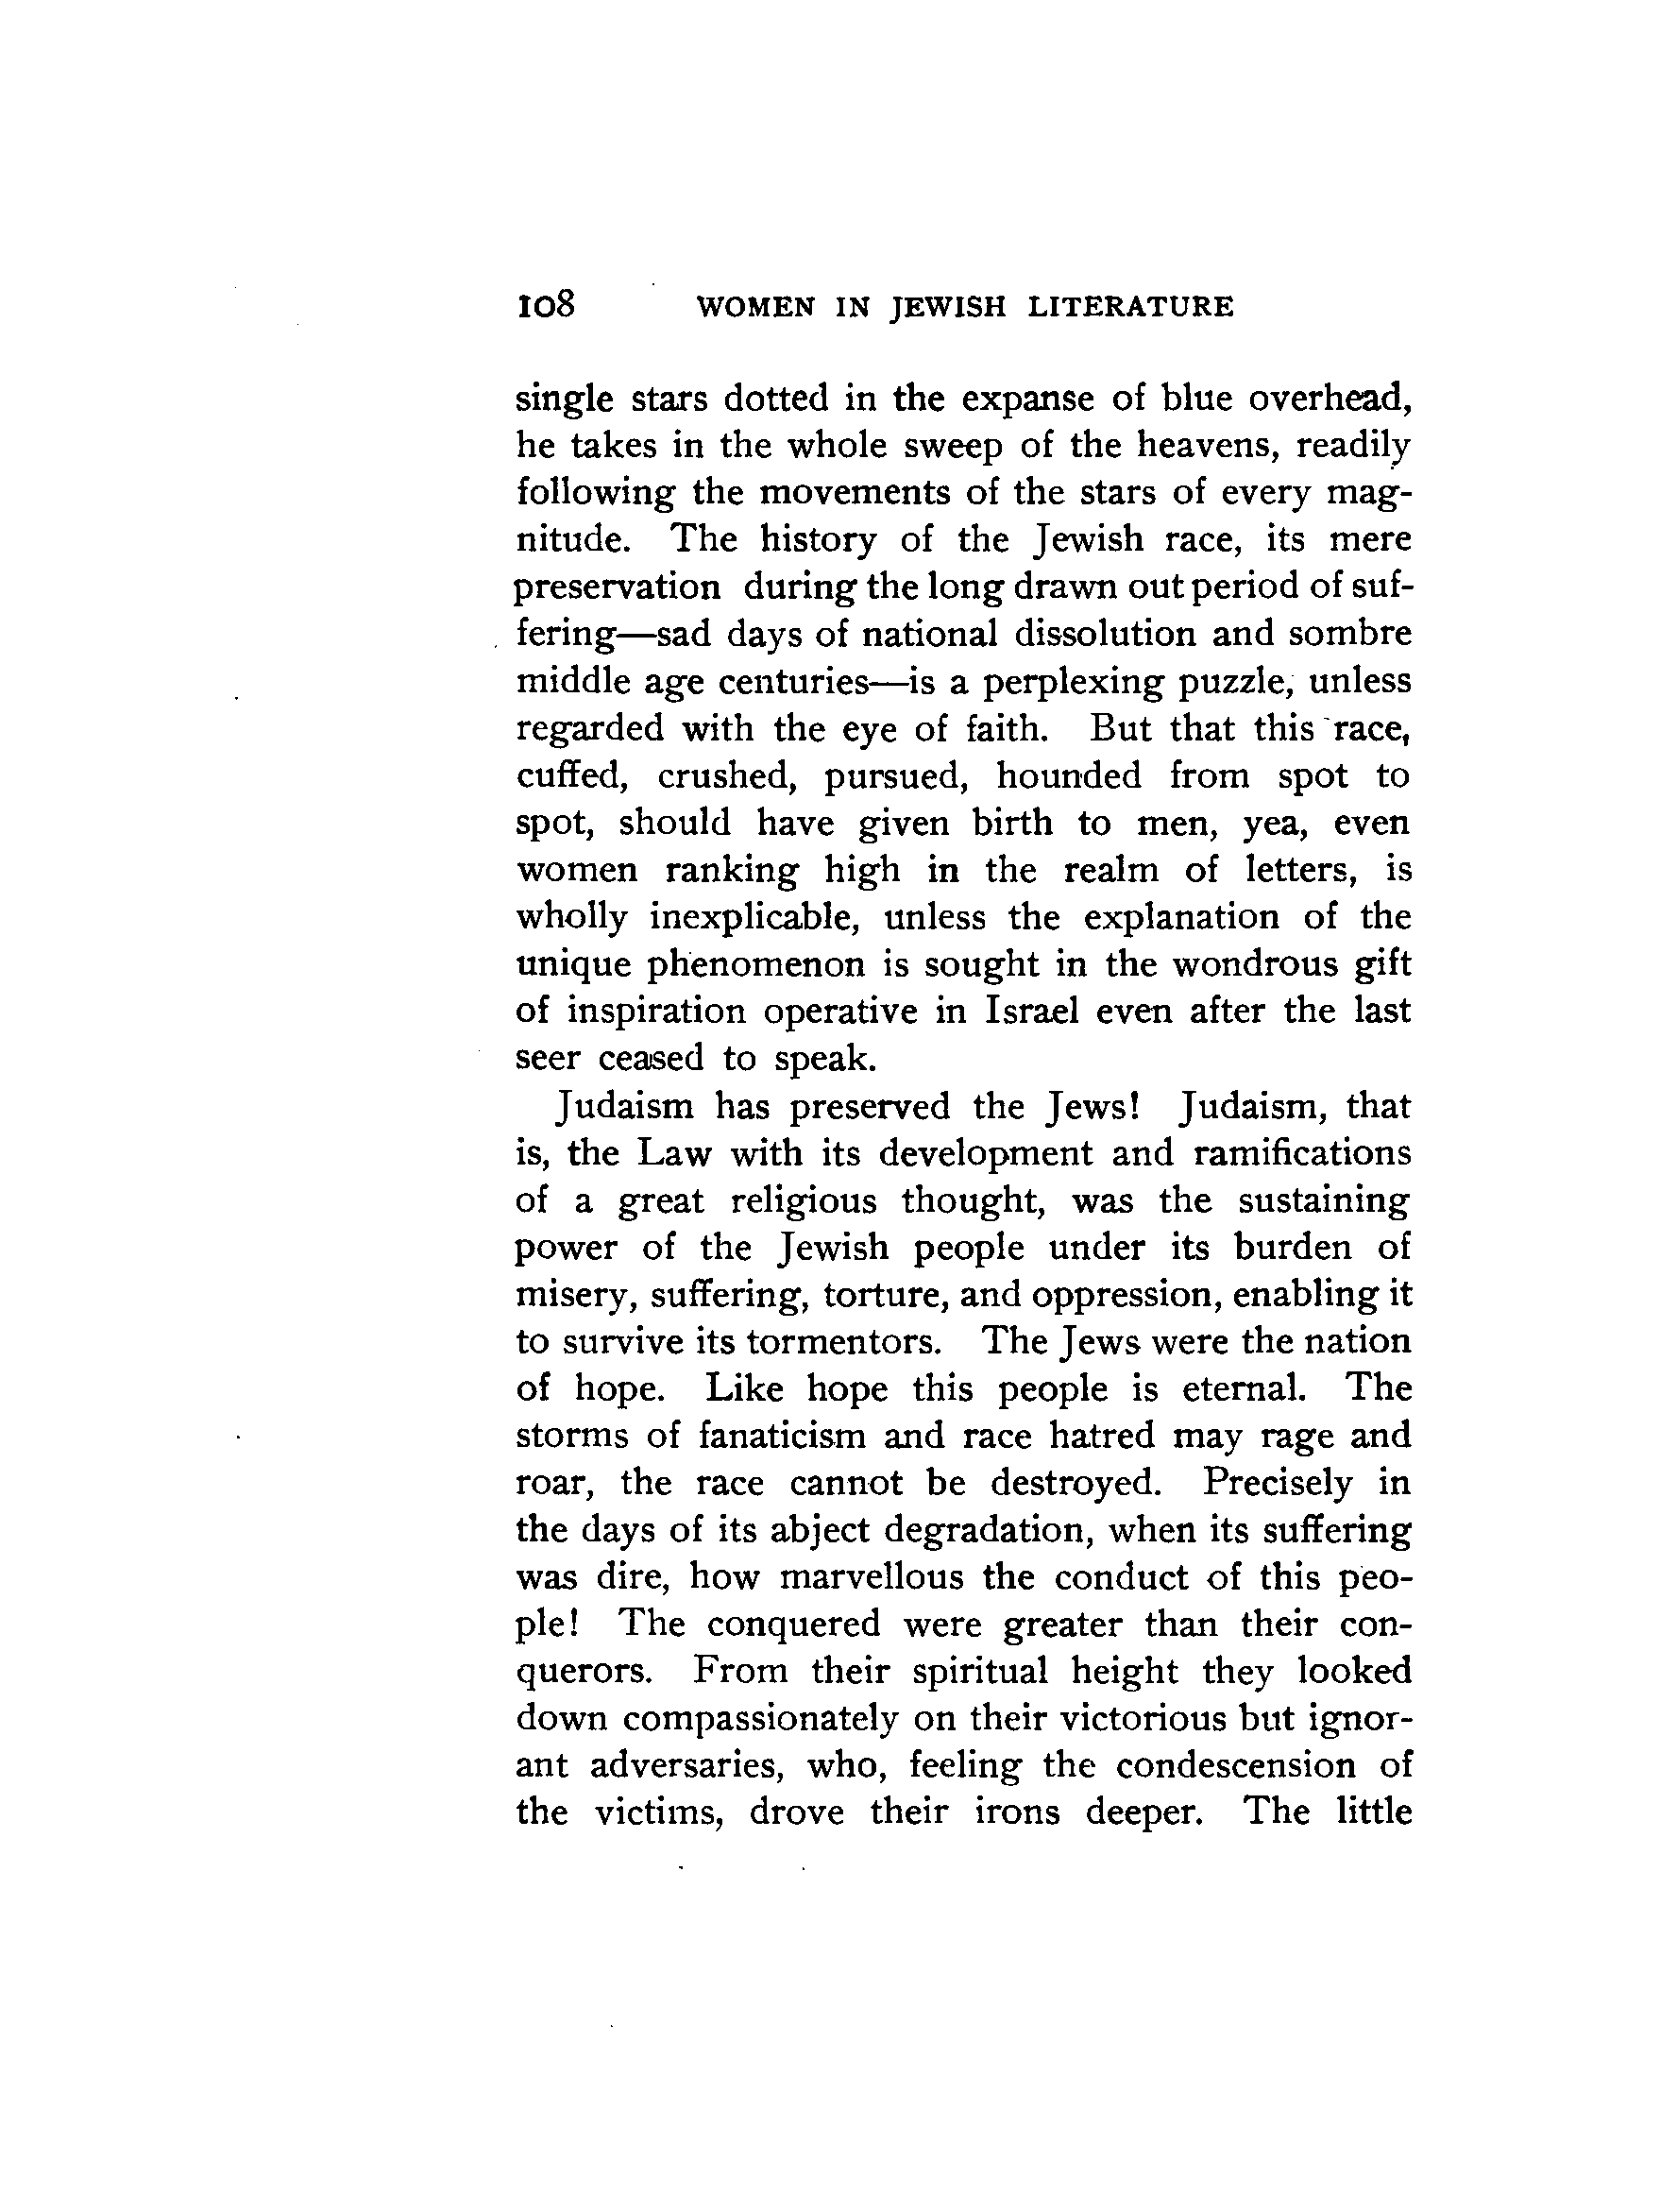 108 WOMEN IN JEWISH LITERATURE
single stars dotted in the expanse of blue overhead,
he takes in the whole sweep of the heavens, readily
following the movements of the stars of every mag-
nitude. The history of the Jewish race, its mere
preservation during the long drawn out period of suf-
fering—sad days of national dissolution and sombre
middle age centuries—is a perplexing puzzle, unless
regarded with the eye of faith. But that this race,
cuffed, crushed, pursued, hounded from spot to
spot, should have given birth to men, yea, even
women ranking high in the realm of letters, is
wholly inexplicable, unless the explanation of the
unique phenomenon is sought in the wondrous gift
of inspiration operative in Israel even after the last
seer ceased to speak.
Judaism has preserved the Jews! Judaism, that
is, the Law with its development and ramifications
of a great religious thought, was the sustaining
power of the Jewish people under its burden of
misery, suffering, torture, and oppression, enabling it
to survive its tormentors. The Jews were the nation
of hope. Like hope this people is eternal. The
storms of fanaticism and race hatred may rage and
roar, the race cannot be destroyed. Precisely in
the days of its abject degradation, when its suffering
was dire, how marvellous the conduct of this peo-
ple! The conquered were greater than their con-
querors. From their spiritual height they looked
down compassionately on their victorious but ignor-
ant adversaries, who, feeling the condescension of
the victims, drove their irons deeper. The little